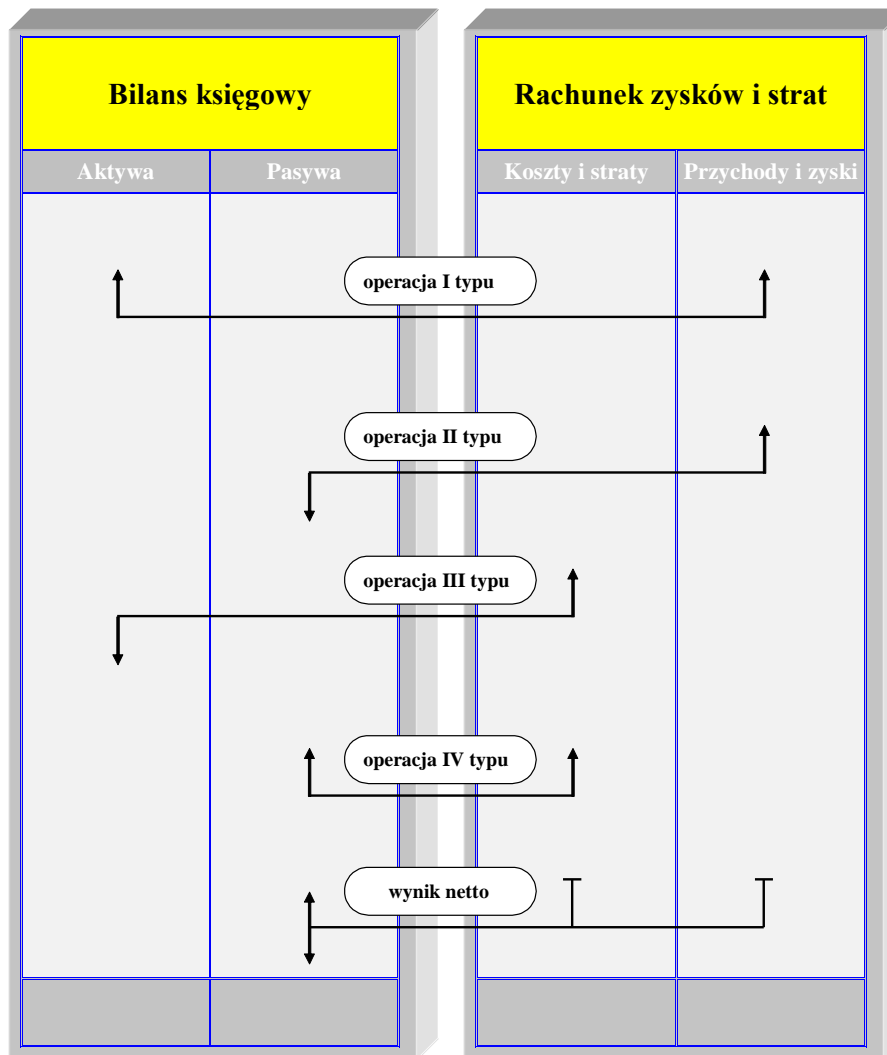 Bilans księgowy
Rachunek zysków i strat
Aktywa
Pasywa
Koszty i straty
Przychody i zyski
operacja I typu
operacja II typu
operacja III typu
operacja IV typu
wynik netto